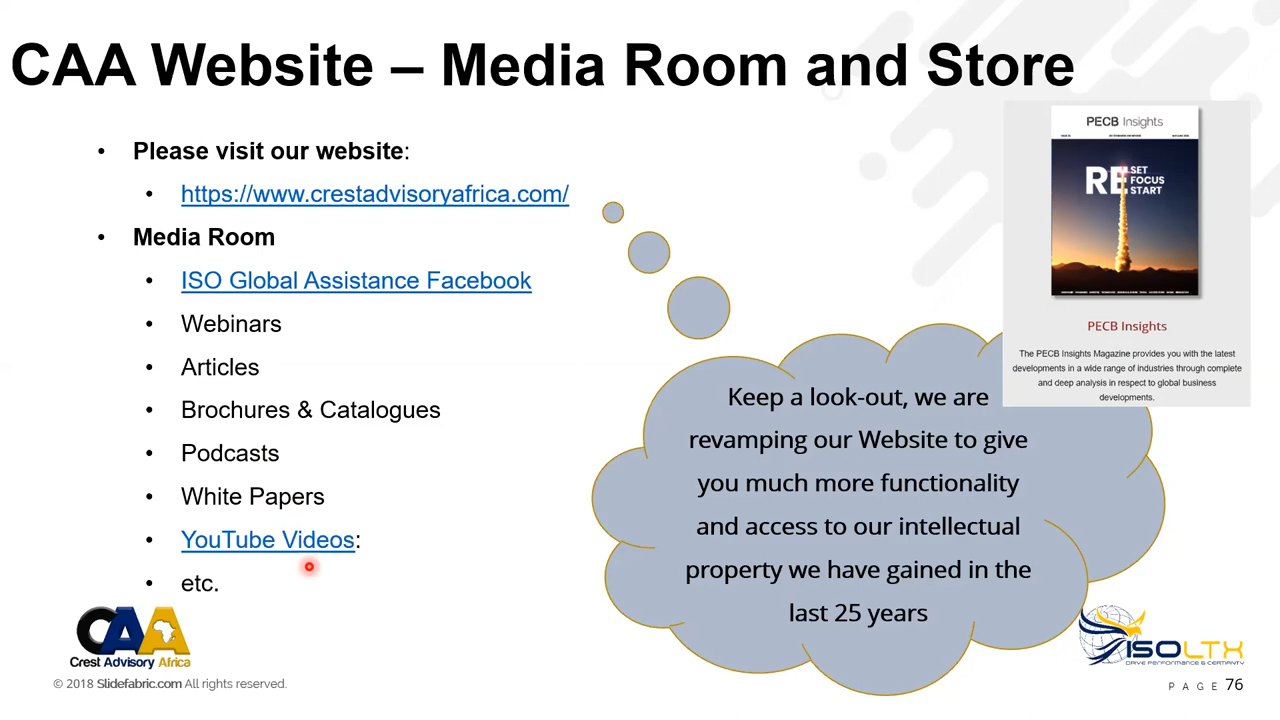 CAA Website – Media Room and Store
• Please visit our website:
• https://www.crestadvisoryafrica.com/
• Media Room
• ISO Global Assistance Facebook
• Webinars
• Articles
• Brochures & Catalogues
• Podcasts
• White Papers
• YouTube Videos:
• etc.
PECB Insights
RE SET
FOCUS
START
PECB Insights
The PECB Insights Magazine provides you with the latest
developments in a wide range of industries through complete
and deep analysis in respect to global business
developments.
Keep a look-out, we are
revamping our Website to give
you much more functionality
and access to our intellectual
property we have gained in the
last 25 years
CAA
Crest Advisory Africa
© 2018 Slidefabric.com All rights reserved.
ISOLTX
DRIVE PERFORMANCE & CERTAINTY
PAGE 76